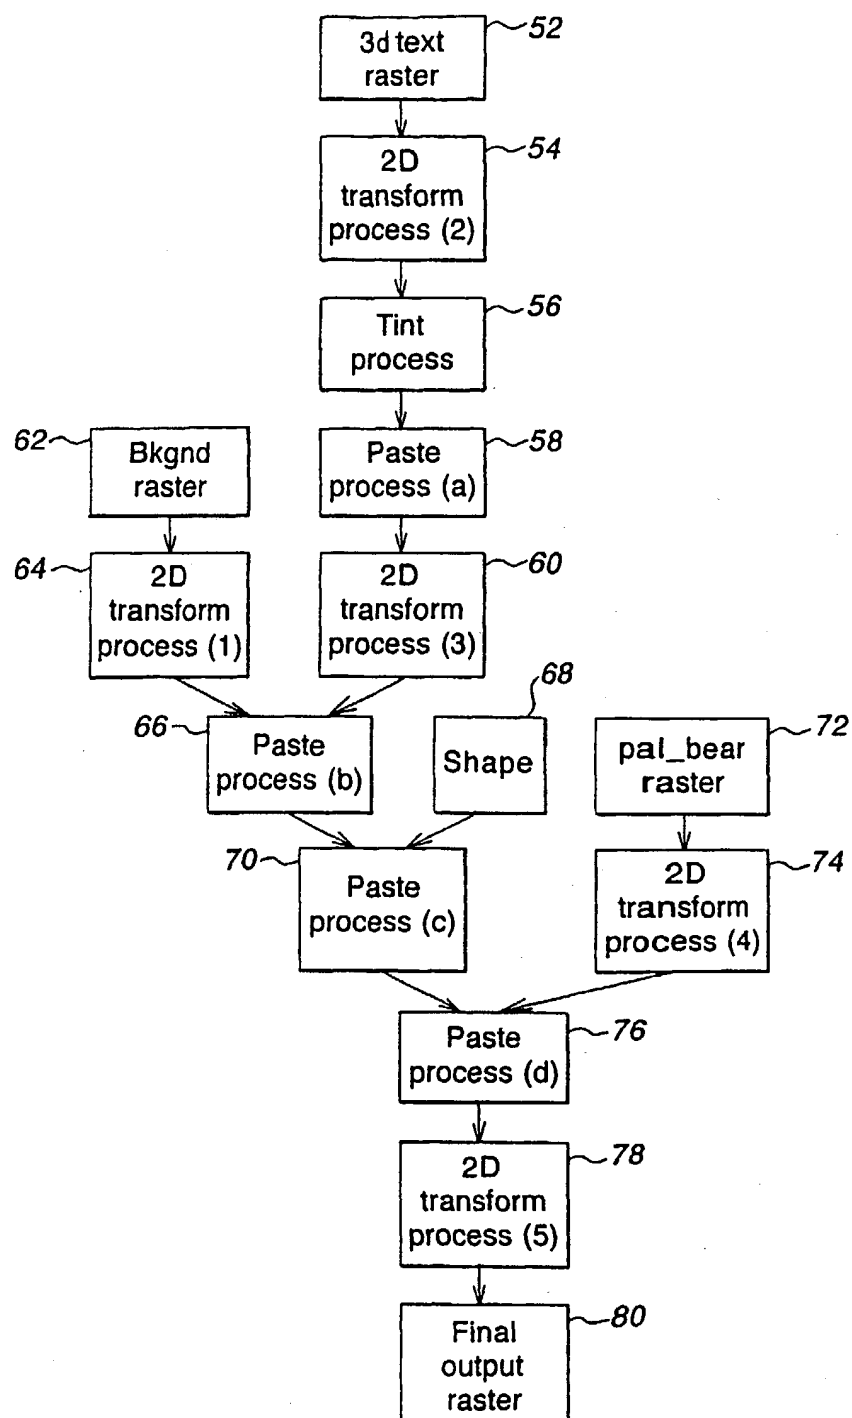 3d text
raster
52
2D
transform
process (2)
54
Tint
process
56
Paste
process (a)
58
62
Bkgnd
raster
64
2D
transform
process (1)
2D
transform
process (3)
60
66
Paste
process (b)
68
Shape
pal_bear
raster
72
70
Paste
process (c)
2D
transform
process (4)
74
Paste
process (d)
76
2D
transform
process (5)
78
Final
output
raster
80